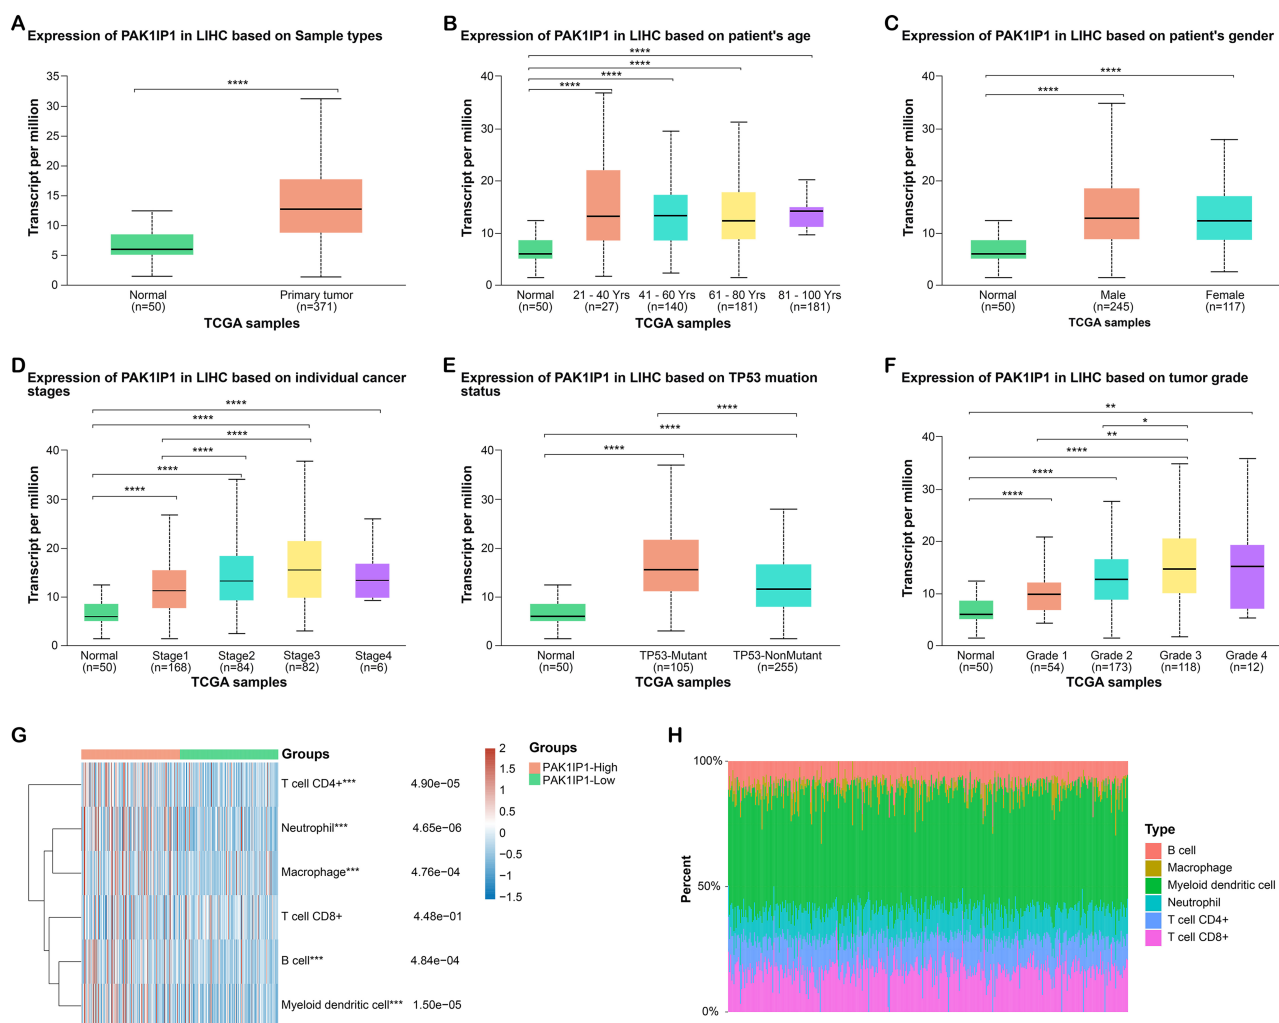 A
Expression of PAK1IP1 in LIHC based on Sample types
Transcript per million
35
30
25
20
15
10
5
0
****
Normal
(n=50)
Primary tumor
(n=371)
TCGA samples
B
Expression of PAK1IP1 in LIHC based on patient's age
Transcript per million
40
30
20
10
0
****
****
****
****
Normal
(n=50)
21 - 40 Yrs
(n=27)
41 - 60 Yrs
(n=140)
61 - 80 Yrs
(n=181)
81 - 100 Yrs
(n=181)
TCGA samples
C
Expression of PAK1IP1 in LIHC based on patient's gender
Transcript per million
40
30
20
10
0
****
****
Normal
(n=50)
Male
(n=245)
Female
(n=117)
TCGA samples
D
Expression of PAK1IP1 in LIHC based on individual cancer
stages
Transcript per million
40
30
20
10
0
****
****
****
****
****
****
Normal
(n=50)
Stage1
(n=168)
Stage2
(n=84)
Stage3
(n=82)
Stage4
(n=6)
TCGA samples
E
Expression of PAK1IP1 in LIHC based on TP53 muation
status
Transcript per million
40
30
20
10
0
****
****
****
Normal
(n=50)
TP53-Mutant
(n=105)
TP53-NonMutant
(n=255)
TCGA samples
F
Expression of PAK1IP1 in LIHC based on tumor grade
Transcript per million
40
30
20
10
0
**
*
**
****
****
****
Normal
(n=50)
Grade 1
(n=54)
Grade 2
(n=173)
Grade 3
(n=118)
Grade 4
(n=12)
TCGA samples
G
Groups
T cell CD4+*** 4.90e−05
Neutrophil*** 4.65e−06
Macrophage*** 4.76e−04
T cell CD8+ 4.48e−01
B cell*** 4.84e−04
Myeloid dendritic cell*** 1.50e−05
2
1.5
1
0.5
0
−0.5
−1
−1.5
Groups
PAK1IP1-High
PAK1IP1-Low
H
Percent
100%
50%
0%
Type
B cell
Macrophage
Myeloid dendritic cell
Neutrophil
T cell CD4+
T cell CD8+